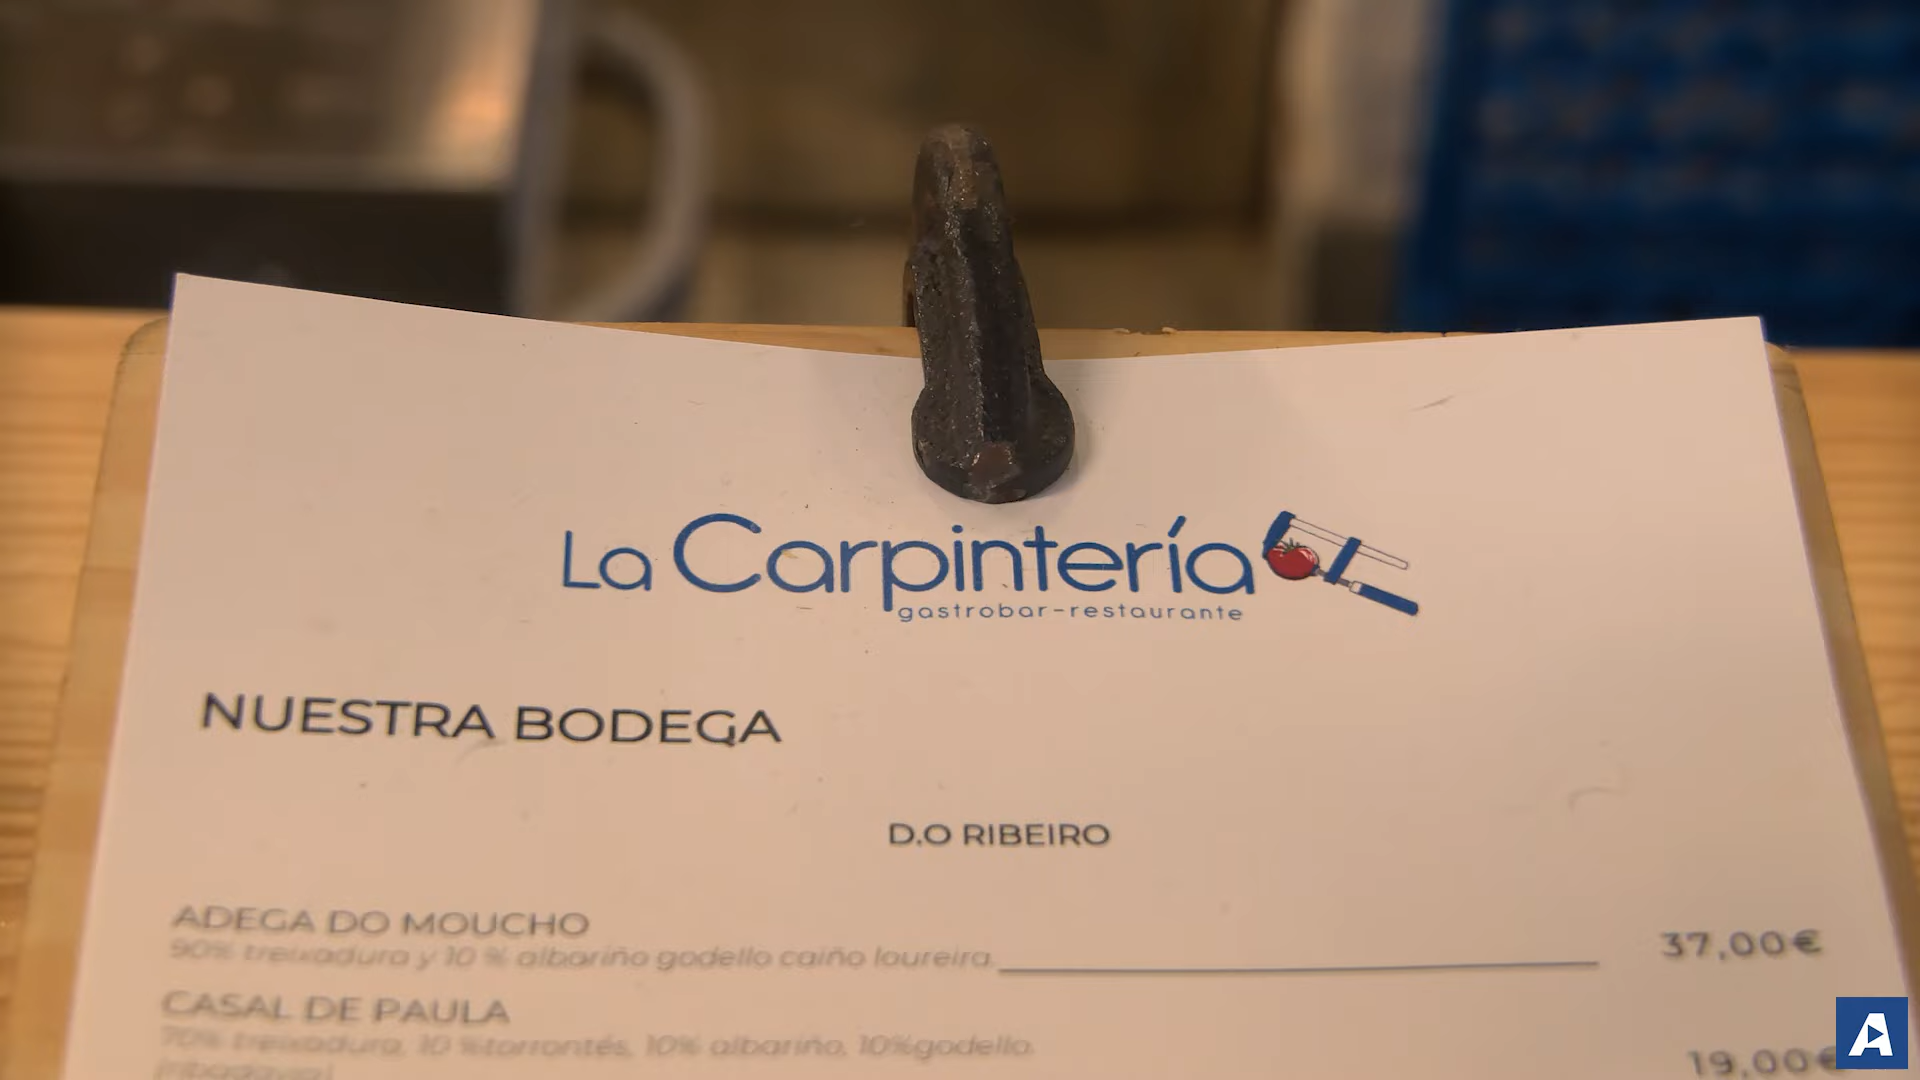 La Carpintería
gastrobar-restaurante
NUESTRA BODEGA
D.O RIBEIRO
ADEGA DO MOUCHO
90% treixadura y 10 % albariño godello caiño loureira
37,00€
CASAL DE PAULA
70% treixadura, 10 %torrontés, 10% albariño, 10%godello
19,00€
A